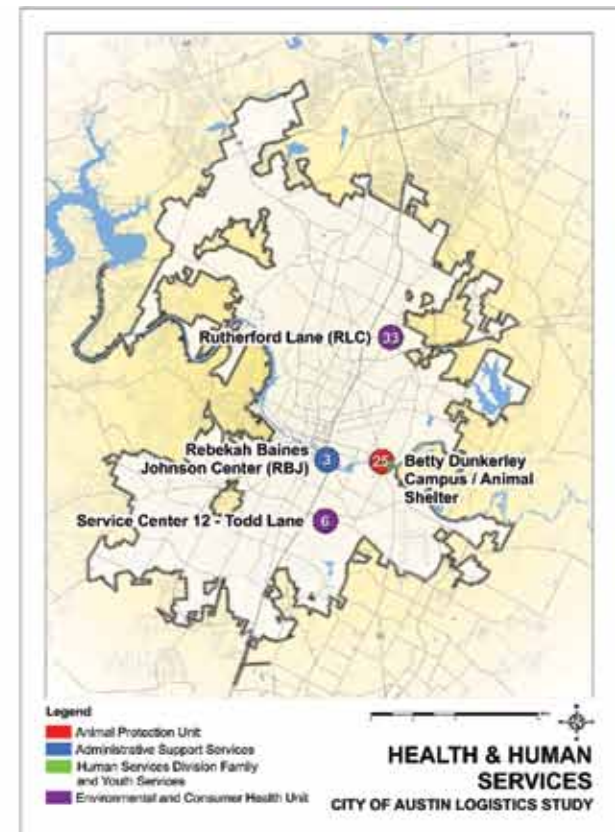 Rutherford Lane (RLC)
33
Rebekah Baines
Johnson Center (RBJ)
3
25
Betty Dunkerley
Campus / Animal
Shelter
Service Center 12 - Todd Lane
6
Legend
Animal Protection Unit
Administrative Support Services
Human Services Division Family
and Youth Services
Environmental and Consumer Health Unit
HEALTH & HUMAN
SERVICES
CITY OF AUSTIN LOGISTICS STUDY